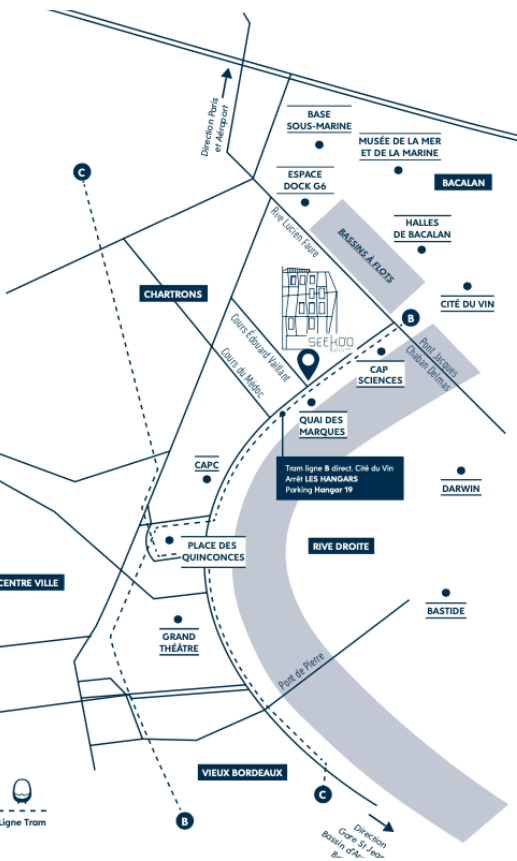 Direction Paris
et Aéroport
BASE
SOUS-MARINE
MUSÉE DE LA MER
ET DE LA MARINE
C
ESPACE
DOCK G6
BACALAN
Rue Lucien Faure
BASSINS À FLOTS
HALLES
DE BACALAN
CHARTRONS
CITÉ DU VIN
B
SEEKOO
Cours Édouard Vaillant
Cours du Médoc
CAP
SCIENCES
Pont Jacques
Chaban Delmas
QUAI DES
MARQUES
CAPC
Tram ligne B direct. Cité du Vin
Arrêt LES HANGARS
Parking Hangar 19
DARWIN
PLACE DES
QUINCONCES
RIVE DROITE
CENTRE VILLE
BASTIDE
GRAND
THÉÂTRE
Pont de Pierre
VIEUX BORDEAUX
C
Ligne Tram
B
Direction
Gare St Jean